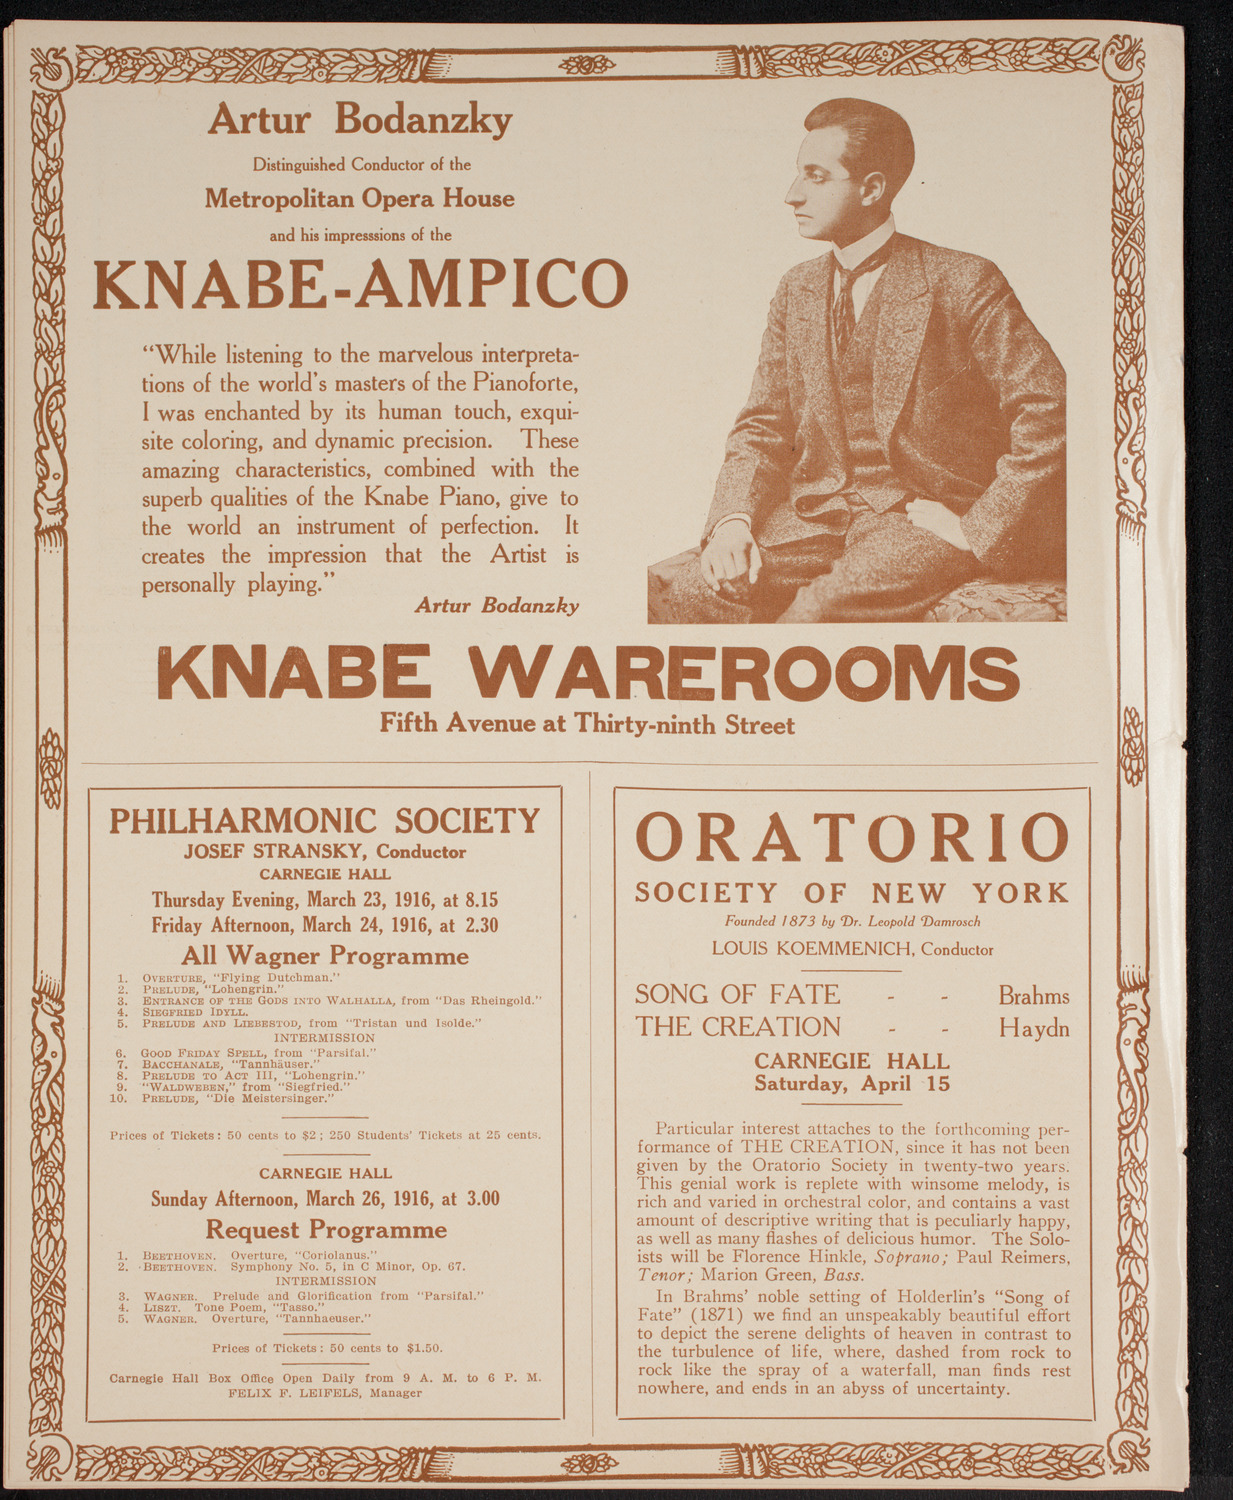 Artur Bodanzky
Distinguished Conductor of the
Metropolitan Opera House
and his impresssions of the
KNABE-AMPICO
“While listening to the marvelous interpreta-
tions of the world’s masters of the Pianoforte,
I was enchanted by its human touch, exqui-
site coloring, and dynamic precision. These
amazing characteristics, combined with the
superb qualities of the Knabe Piano, give to
the world an instrument of perfection. It
creates the impression that the Artist is
personally playing.”
Artur Bodanzky
KNABE WAREROOMS
Fifth Avenue at Thirty-ninth Street
PHILHARMONIC SOCIETY
JOSEF STRANSKY, Conductor
CARNEGIE HALL
Thursday Evening, March 23, 1916, at 8.15
Friday Afternoon, March 24, 1916, at 2.30
All Wagner Programme
1. OVERTURE, “Flying Dutchman.”
2. PRELUDE, “Lohengrin.”
3. ENTRANCE OF THE GODS INTO WALHALLA, from “Das Rheingold.”
4. SIEGFRIED IDYLL.
5. PRELUDE AND LIEBESTOD, from “Tristan und Isolde.”
INTERMISSION
6. GOOD FRIDAY SPELL, from “Parsifal.”
7. BACCHANALE, “Tannhäuser.”
8. PRELUDE TO ACT III, “Lohengrin.”
9. “WALDWEBEN,” from “Siegfried.”
10. PRELUDE, “Die Meistersinger.”
Prices of Tickets: 50 cents to $2; 250 Students’ Tickets at 25 cents.
CARNEGIE HALL
Sunday Afternoon, March 26, 1916, at 3.00
Request Programme
1. BEETHOVEN. Overture, “Coriolanus.”
2. BEETHOVEN. Symphony No. 5, in C Minor, Op. 67.
INTERMISSION
3. WAGNER. Prelude and Glorification from “Parsifal.”
4. LISZT. Tone Poem, “Tasso.”
5. WAGNER. Overture, “Tannhaeuser.”
Prices of Tickets: 50 cents to $1.50.
Carnegie Hall Box Office Open Daily from 9 A. M. to 6 P. M.
FELIX F. LEIFELS, Manager
ORATORIO
SOCIETY OF NEW YORK
Founded 1873 by Dr. Leopold Damrosch
LOUIS KOEMMENICH, Conductor
SONG OF FATE - - Brahms
THE CREATION - - Haydn
CARNEGIE HALL
Saturday, April 15
Particular interest attaches to the forthcoming per-
formance of THE CREATION, since it has not been
given by the Oratorio Society in twenty-two years.
This genial work is replete with winsome melody, is
rich and varied in orchestral color, and contains a vast
amount of descriptive writing that is peculiarly happy,
as well as many flashes of delicious humor. The Solo-
ists will be Florence Hinkle, Soprano; Paul Reimers,
Tenor; Marion Green, Bass.
In Brahms’ noble setting of Holderlin’s “Song of
Fate” (1871) we find an unspeakably beautiful effort
to depict the serene delights of heaven in contrast to
the turbulence of life, where, dashed from rock to
rock like the spray of a waterfall, man finds rest
nowhere, and ends in an abyss of uncertainty.